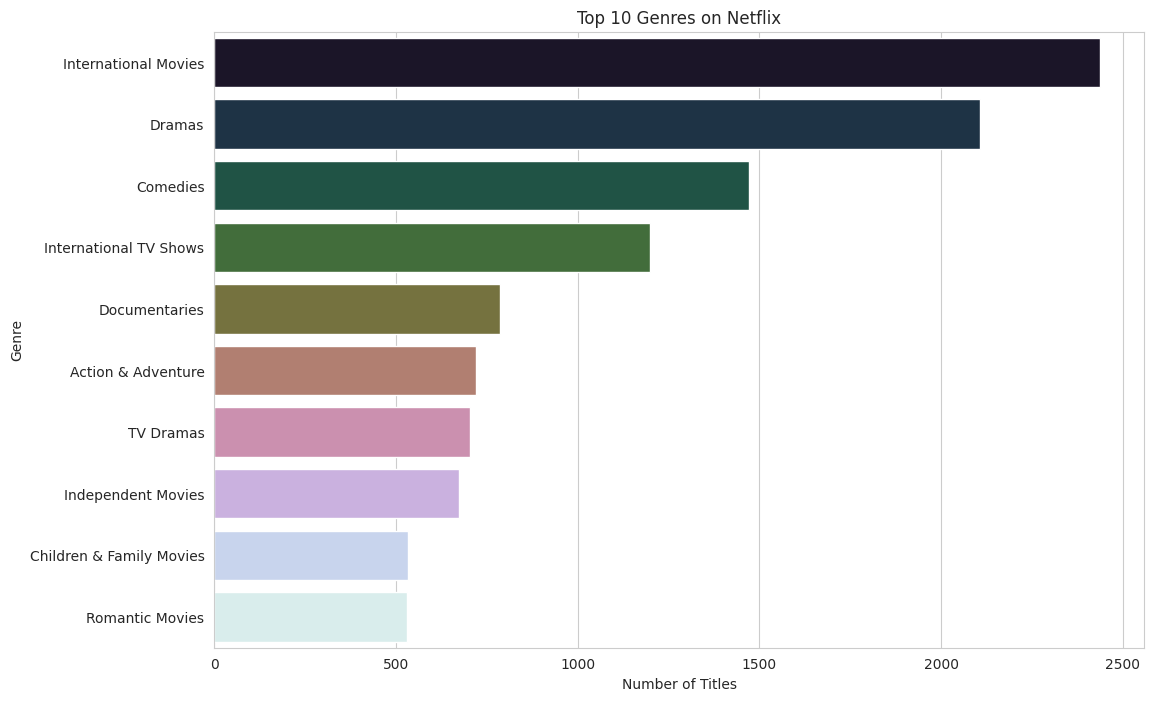 Top 10 Genres on Netflix
International Movies
Dramas
Comedies
International TV Shows
Documentaries
Action & Adventure
TV Dramas
Independent Movies
Children & Family Movies
Romantic Movies
Genre
0 500 1000 1500 2000 2500
Number of Titles